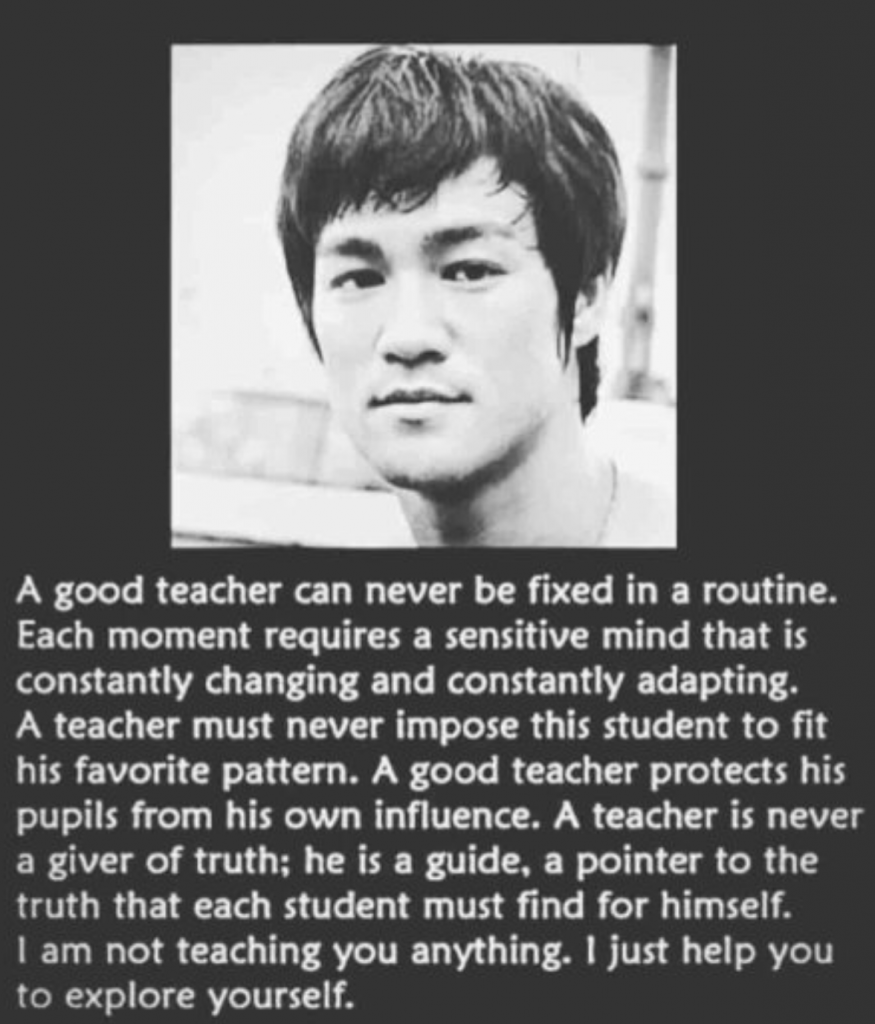 A good teacher can never be fixed in a routine.
Each moment requires a sensitive mind that is
constantly changing and constantly adapting.
A teacher must never impose this student to fit
his favorite pattern. A good teacher protects his
pupils from his own influence. A teacher is never
a giver of truth; he is a guide, a pointer to the
truth that each student must find for himself.
I am not teaching you anything. I just help you
to explore yourself.